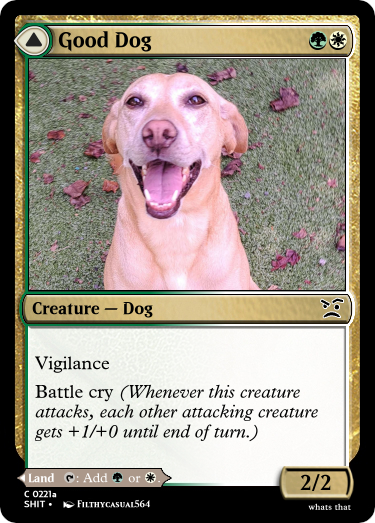 Good Dog
Creature — Dog
Vigilance
Battle cry (Whenever this creature
attacks, each other attacking creature
gets +1/+0 until end of turn.)
Land : Add or .
2/2
C 0221a
SHIT • Filthycasual564
whats that